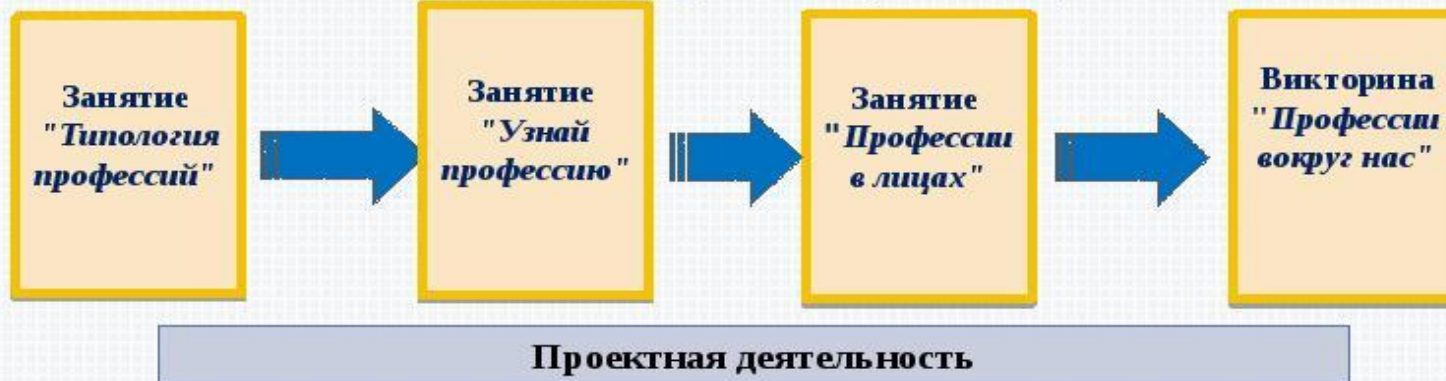 Занятие
"Типология
профессий"
Занятие
"Узнай
профессию"
Занятие
"Профессии
в лицах"
Викторина
"Профессии
вокруг нас"
Проектная деятельность